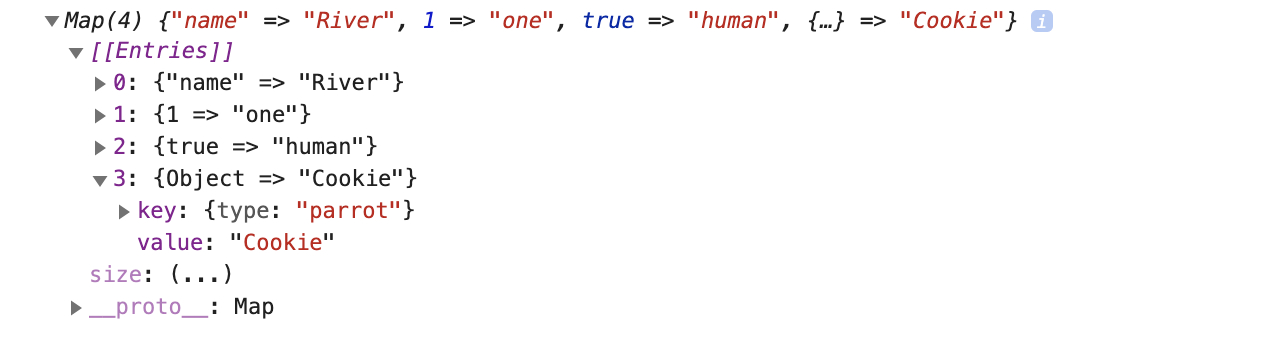 ▼Map(4) {"name" => "River", 1 => "one", true => "human", {…} => "Cookie"} i
▼[[Entries]]
▶0: {"name" => "River"}
▶1: {1 => "one"}
▶2: {true => "human"}
▼3: {Object => "Cookie"}
▶key: {type: "parrot"}
value: "Cookie"
size: (...)
▶__proto__: Map